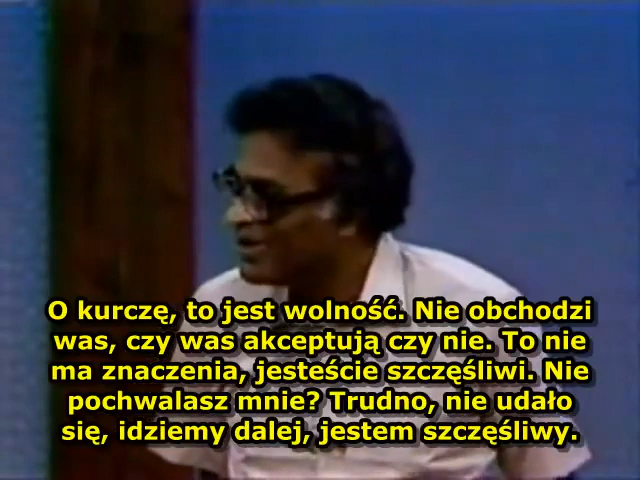 O kurczę, to jest wolność. Nie obchodzi
was, czy was akceptują czy nie. To nie
ma znaczenia, jesteście szczęśliwi. Nie
pochwalasz mnie? Trudno, nie udało
się, idziemy dalej, jestem szczęśliwy.